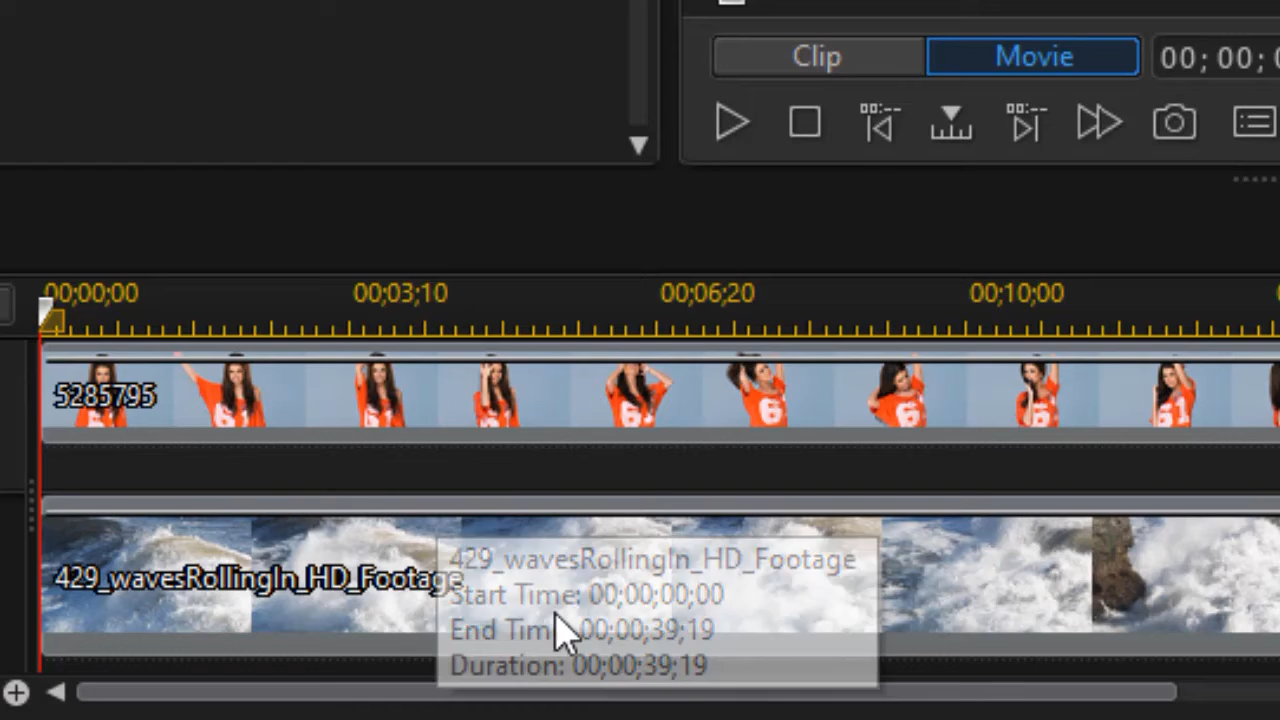 Clip Movie 00;00;
00;00;00 00;03;10 00;06;20 00;10;00
5285795
429_wavesRollingIn_HD_Footage
429_wavesRollingIn_HD_Footage
Start Time: 00;00;00;00
End Time: 00;00;39;19
Duration: 00;00;39;19